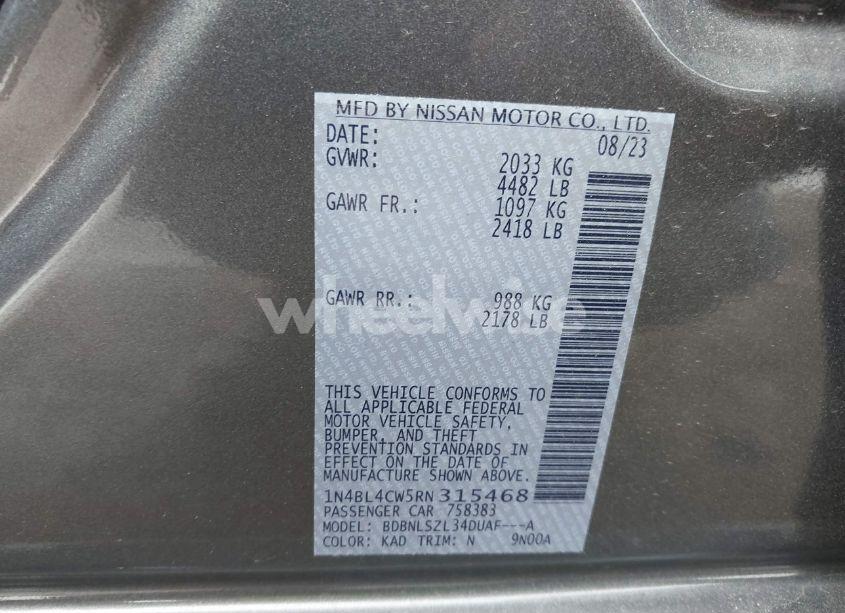 MFD BY NISSAN MOTOR CO., LTD.
DATE: 08/23
GVWR: 2033 KG
4482 LB
GAWR FR.: 1097 KG
2418 LB
GAWR RR.: 988 KG
2178 LB
wheelwise
THIS VEHICLE CONFORMS TO
ALL APPLICABLE FEDERAL
MOTOR VEHICLE SAFETY,
BUMPER, AND THEFT
PREVENTION STANDARDS IN
EFFECT ON THE DATE OF
MANUFACTURE SHOWN ABOVE.
1N4BL4CW5RN315468
PASSENGER CAR 758383
MODEL: BDBNLSZL34DUAF---A
COLOR: KAD TRIM: N 9N00A